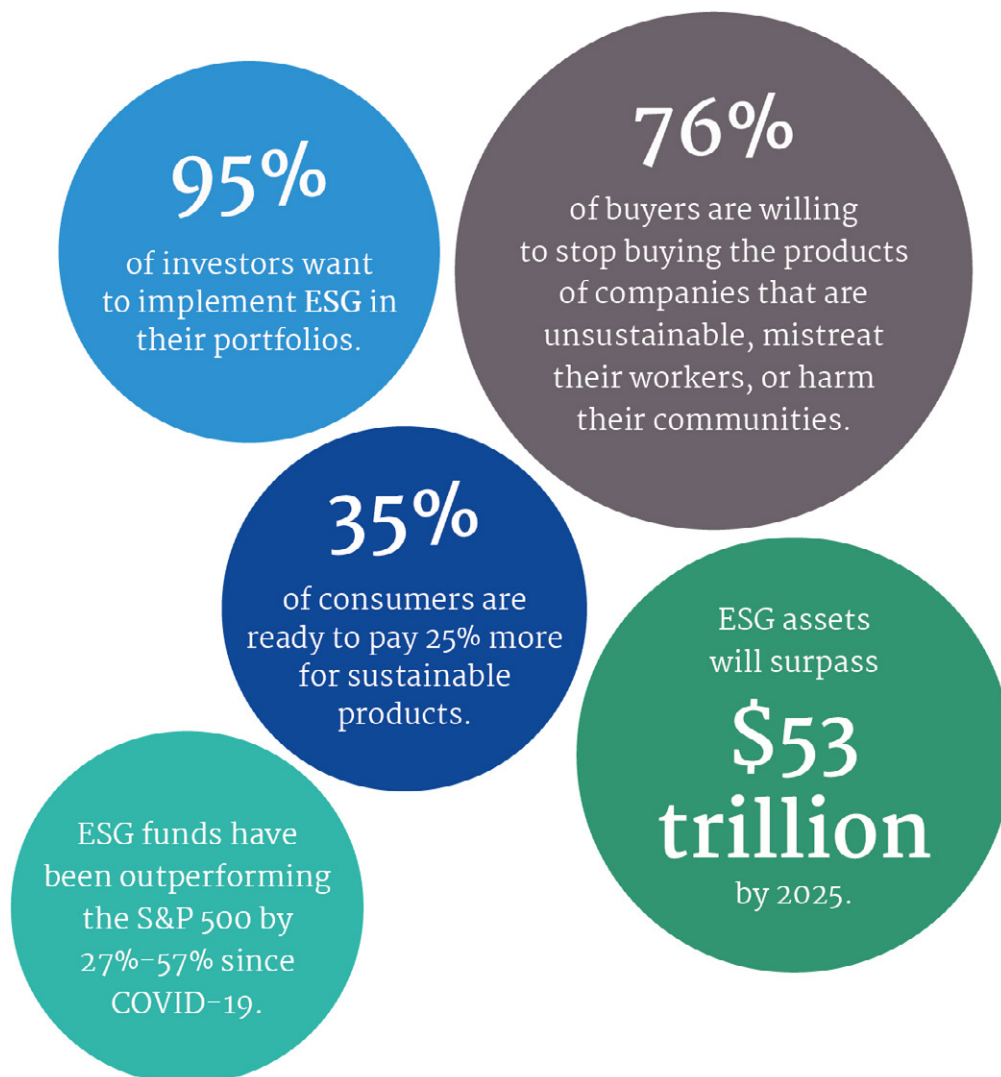 95%
of investors want
to implement ESG in
their portfolios.
76%
of buyers are willing
to stop buying the products
of companies that are
unsustainable, mistreat
their workers, or harm
their communities.
35%
of consumers are
ready to pay 25% more
for sustainable
products.
ESG assets
will surpass
$53
trillion
by 2025.
ESG funds have
been outperforming
the S&P 500 by
27%–57% since
COVID-19.